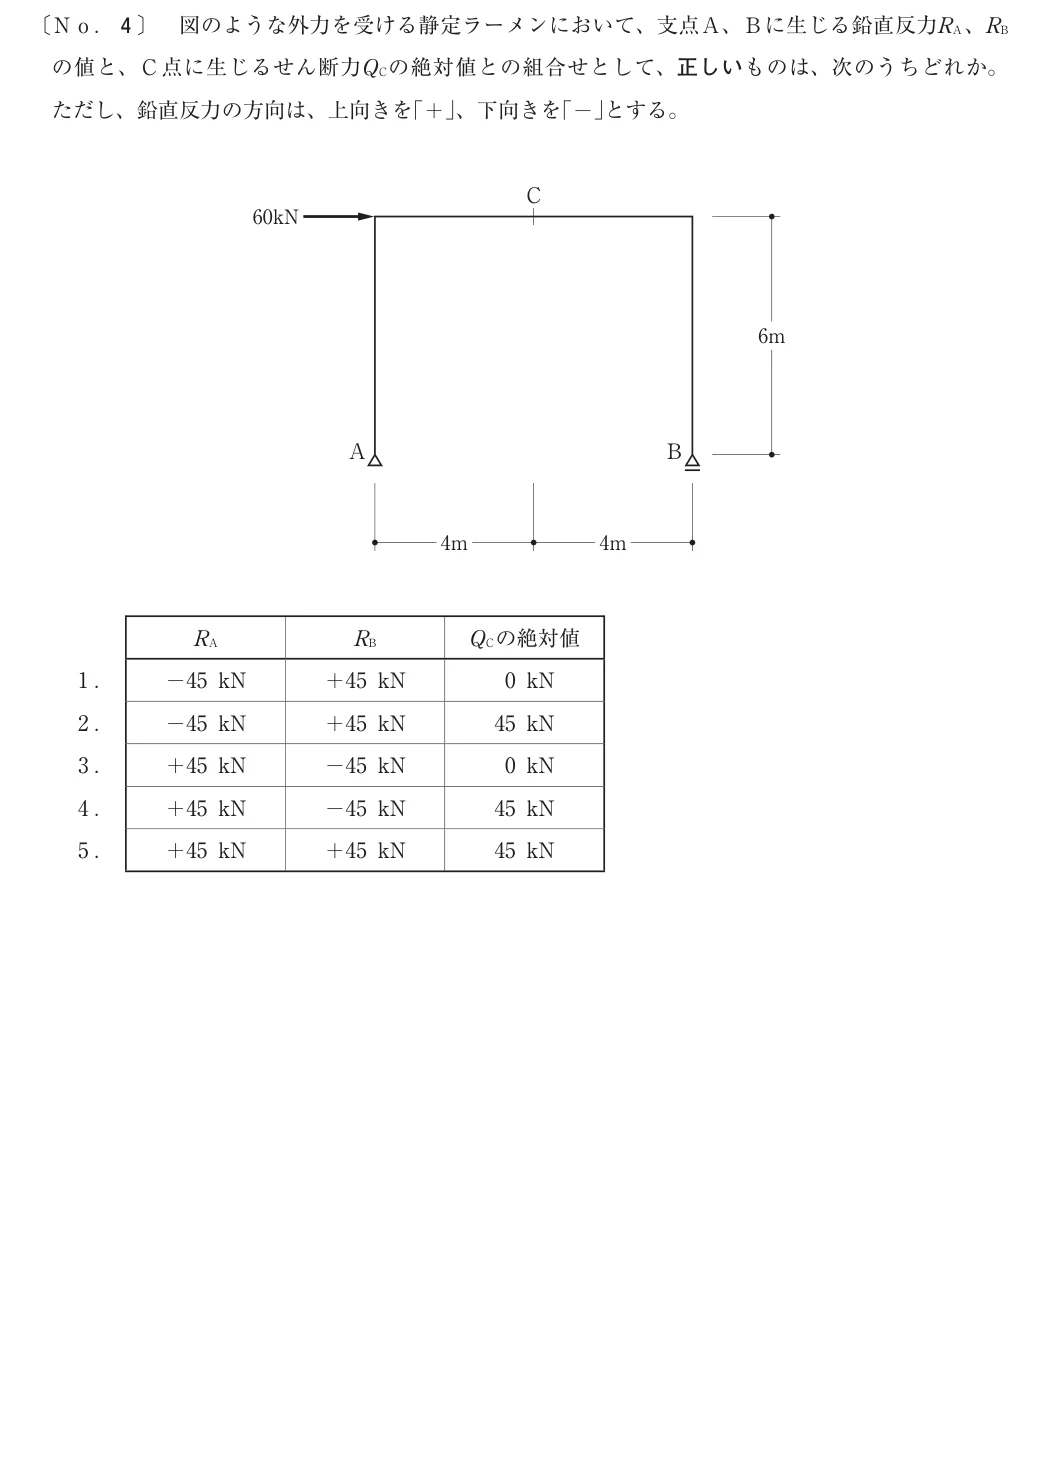 〔No. 4〕 図のような外力を受ける静定ラーメンにおいて、支点A、Bに生じる鉛直反力RA、RB
の値と、C点に生じるせん断力QCの絶対値との組合せとして、正しいものは、次のうちどれか。
ただし、鉛直反力の方向は、上向きを「+」、下向きを「-」とする。
C
60kN
6m
A
B
4m
4m
RA RB QCの絶対値
1. -45 kN +45 kN 0 kN
2. -45 kN +45 kN 45 kN
3. +45 kN -45 kN 0 kN
4. +45 kN -45 kN 45 kN
5. +45 kN +45 kN 45 kN